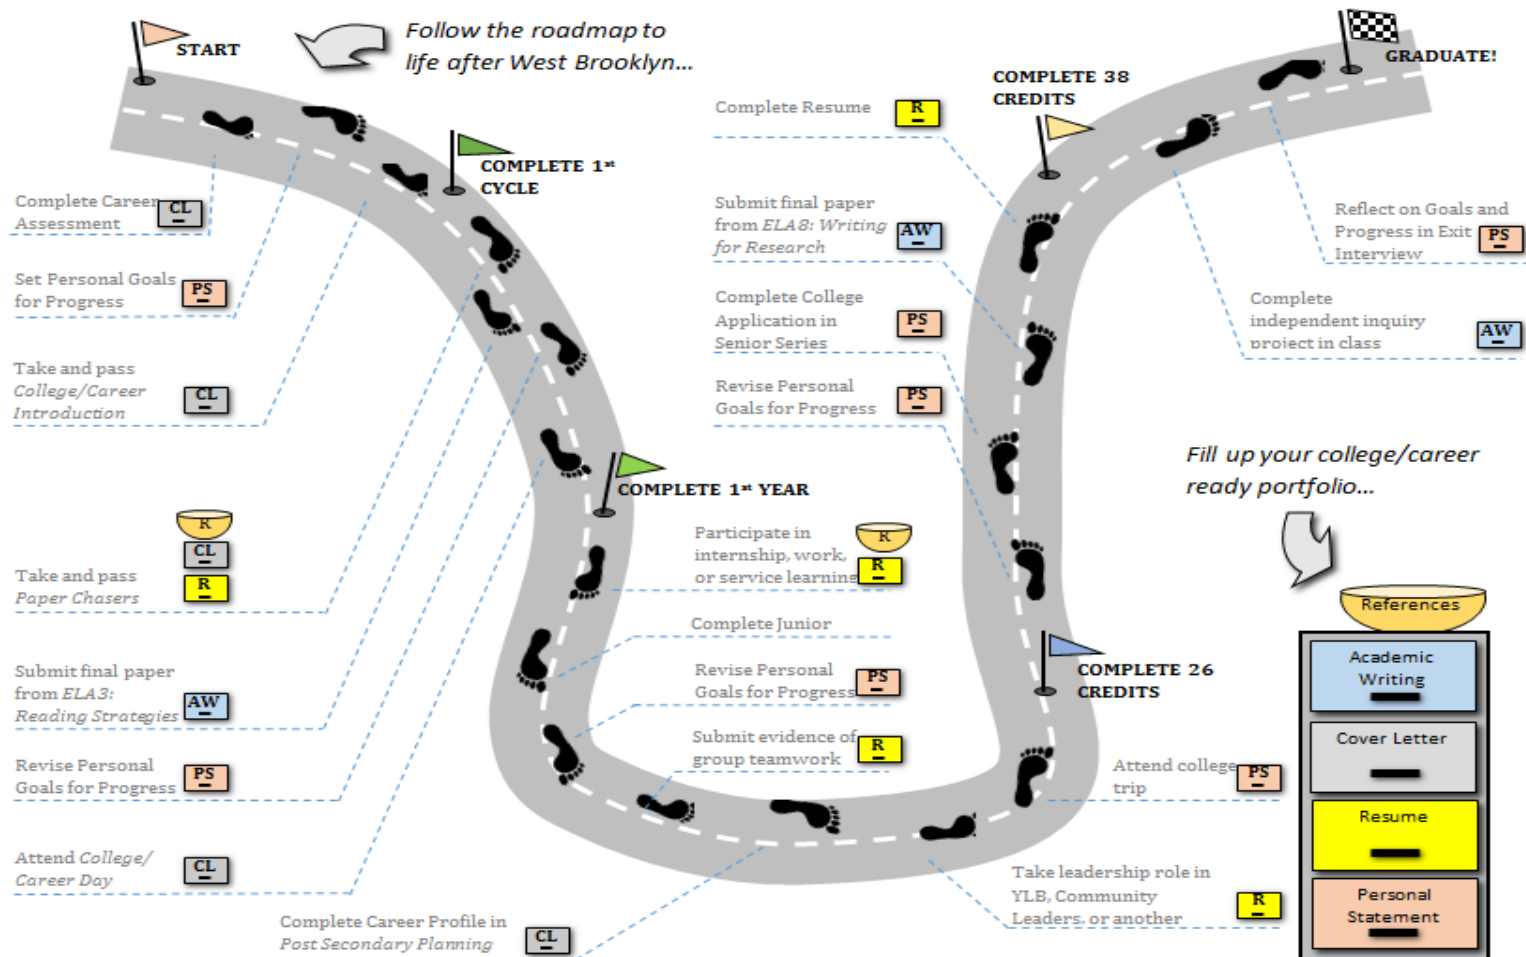 START
Follow the roadmap to
life after West Brooklyn...
COMPLETE 1st
CYCLE
Complete Career
Assessment
CL
Set Personal Goals
for Progress
PS
Take and pass
College/Career
Introduction
CL
R
CL
R
Take and pass
Paper Chasers
Submit final paper
from ELA3:
Reading Strategies
AW
Revise Personal
Goals for Progress
PS
Attend College/
Career Day
CL
COMPLETE 1st YEAR
Participate in
internship, work,
or service learning
R
R
Complete Junior
Revise Personal
Goals for Progress
PS
Submit evidence of
group teamwork
R
Complete Career Profile in
Post Secondary Planning
CL
Take leadership role in
YLB, Community
Leaders, or another
R
Attend college
trip
PS
COMPLETE 26
CREDITS
Revise Personal
Goals for Progress
PS
Complete College
Application in
Senior Series
PS
Submit final paper
from ELA8: Writing
for Research
AW
Complete Resume
R
COMPLETE 38
CREDITS
Complete
independent inquiry
project in class
AW
Reflect on Goals and
Progress in Exit
Interview
PS
GRADUATE!
Fill up your college/career
ready portfolio...
References
Academic
Writing
Cover Letter
Resume
Personal
Statement